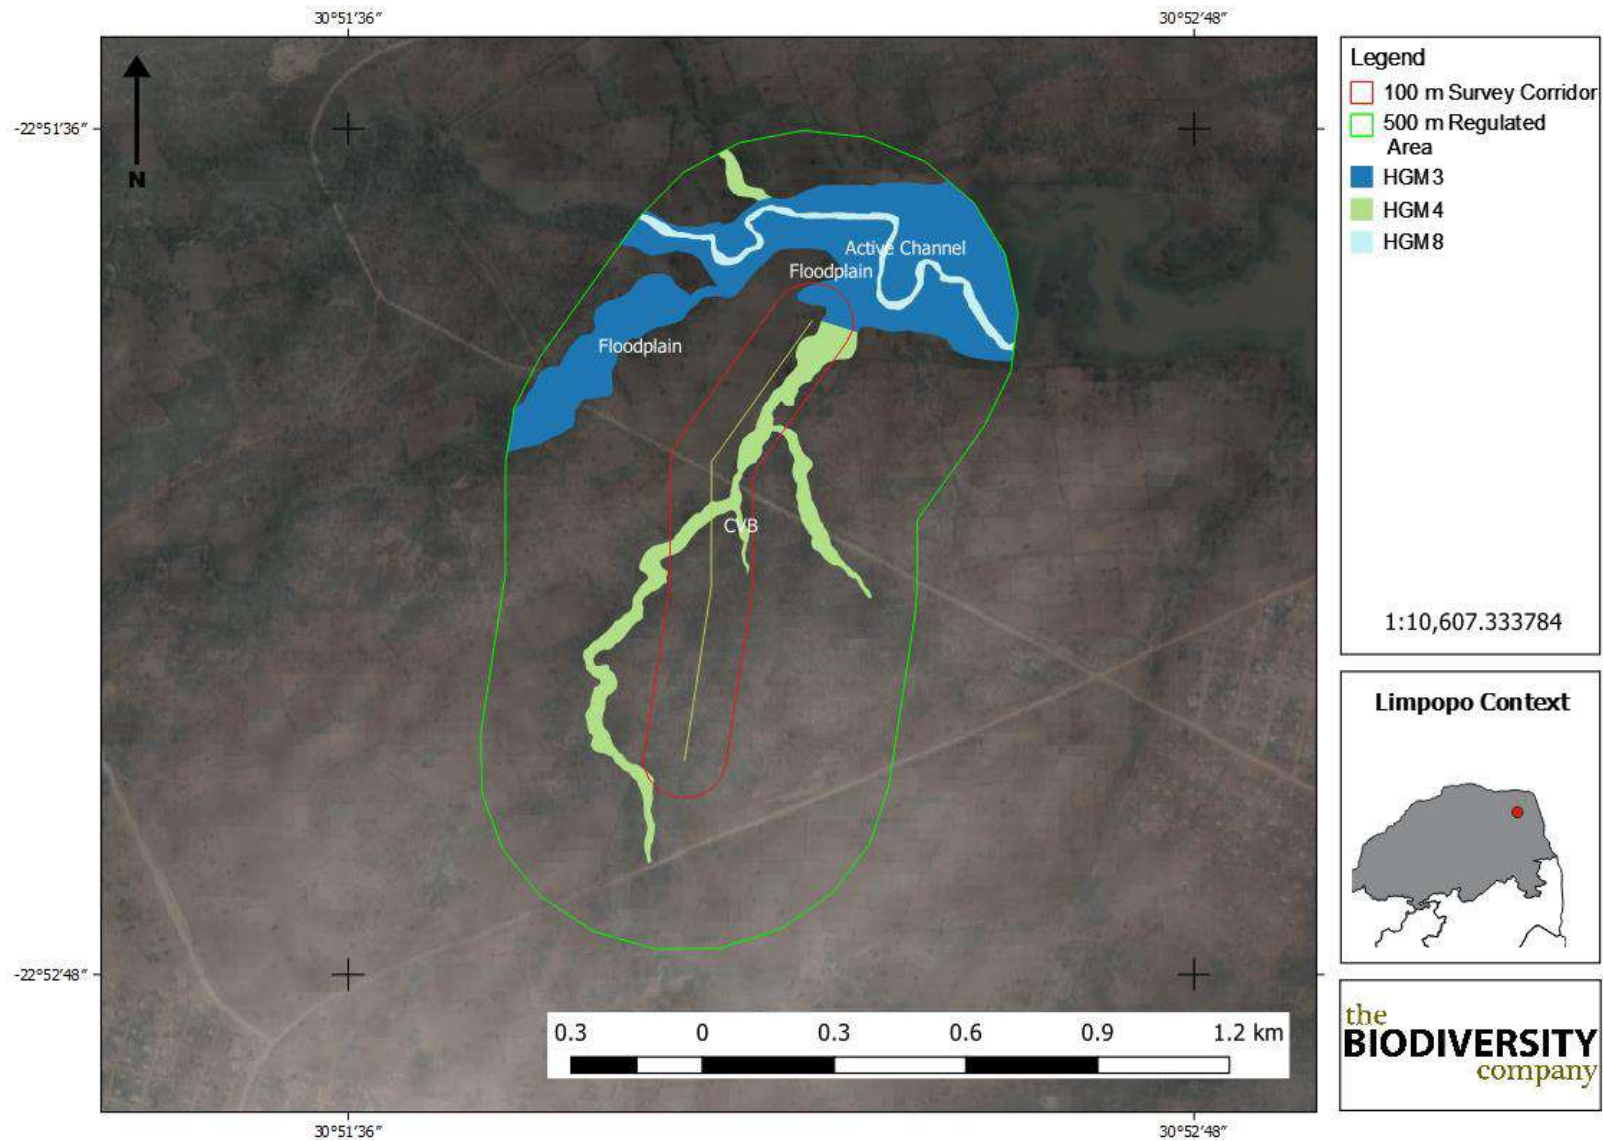 30°51'36" 30°52'48"
-22°51'36"
N
Active Channel
Floodplain
Floodplain
CVB
-22°52'48"
0.3 0 0.3 0.6 0.9 1.2 km
30°51'36" 30°52'48"
Legend
100 m Survey Corridor
500 m Regulated
Area
HGM 3
HGM 4
HGM 8
1:10,607.333784
Limpopo Context
the
BIODIVERSITY
company